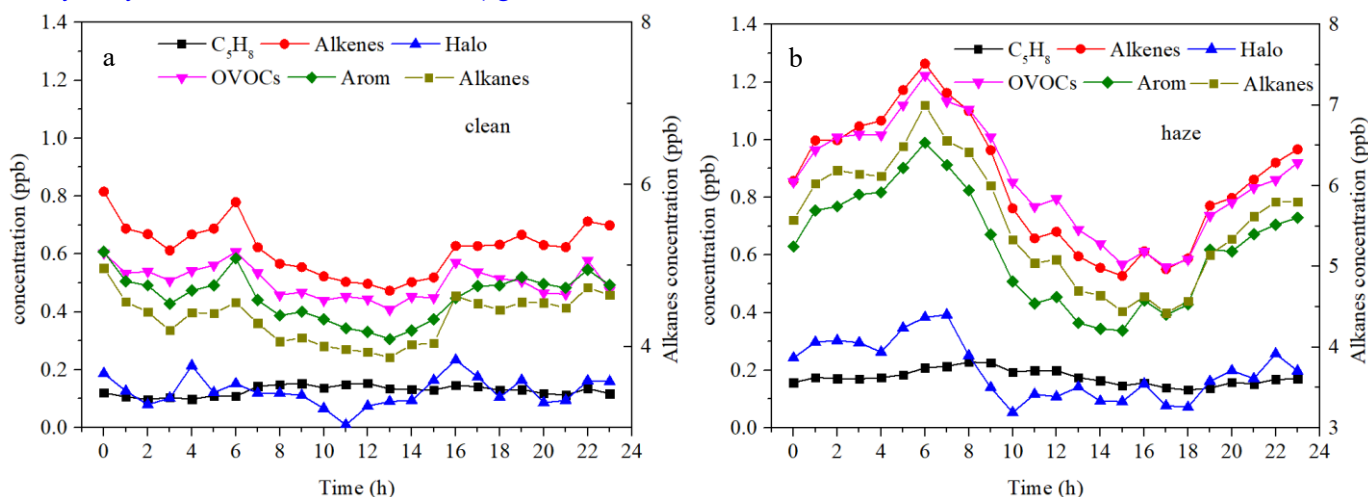 C₅H₈ Alkenes Halo
OVOCs Arom Alkanes
a
clean
concentration (ppb)
1.4
1.2
1.0
0.8
0.6
0.4
0.2
0.0
0 2 4 6 8 10 12 14 16 18 20 22 24
Time (h)
8
6
4
Alkanes concentration (ppb)
C₅H₈ Alkenes Halo
OVOCs Arom Alkanes
b
haze
concentration (ppb)
1.4
1.2
1.0
0.8
0.6
0.4
0.2
0.0
0 2 4 6 8 10 12 14 16 18 20 22 24
Time (h)
8
7
6
5
4
3
Alkanes concentration (ppb)